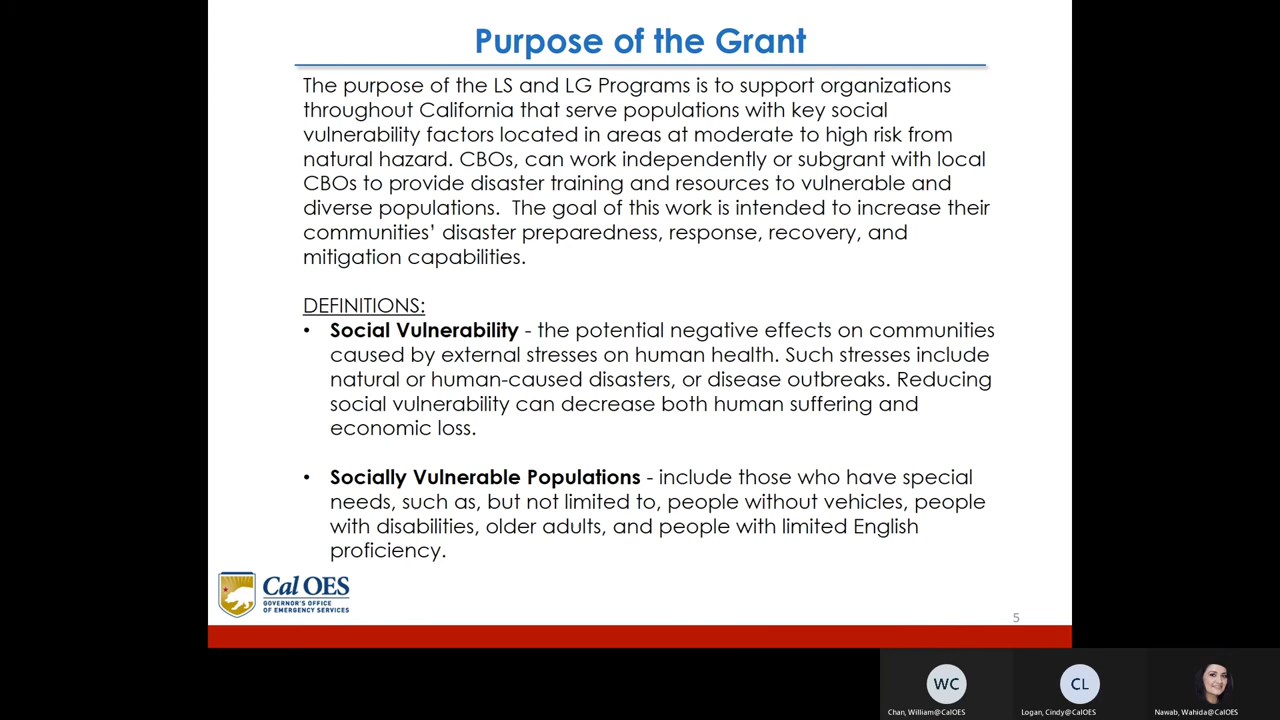 Purpose of the Grant
The purpose of the LS and LG Programs is to support organizations
throughout California that serve populations with key social
vulnerability factors located in areas at moderate to high risk from
natural hazard. CBOs, can work independently or subgrant with local
CBOs to provide disaster training and resources to vulnerable and
diverse populations.  The goal of this work is intended to increase their
communities’ disaster preparedness, response, recovery, and
mitigation capabilities.
DEFINITIONS:
• Social Vulnerability - the potential negative effects on communities
caused by external stresses on human health. Such stresses include
natural or human-caused disasters, or disease outbreaks. Reducing
social vulnerability can decrease both human suffering and
economic loss.
• Socially Vulnerable Populations - include those who have special
needs, such as, but not limited to, people without vehicles, people
with disabilities, older adults, and people with limited English
proficiency.
Cal OES
GOVERNOR'S OFFICE
OF EMERGENCY SERVICES
5
WC
CL
Chan, William@CalOES
Logan, Cindy@CalOES
Nawab, Wahida@CalOES